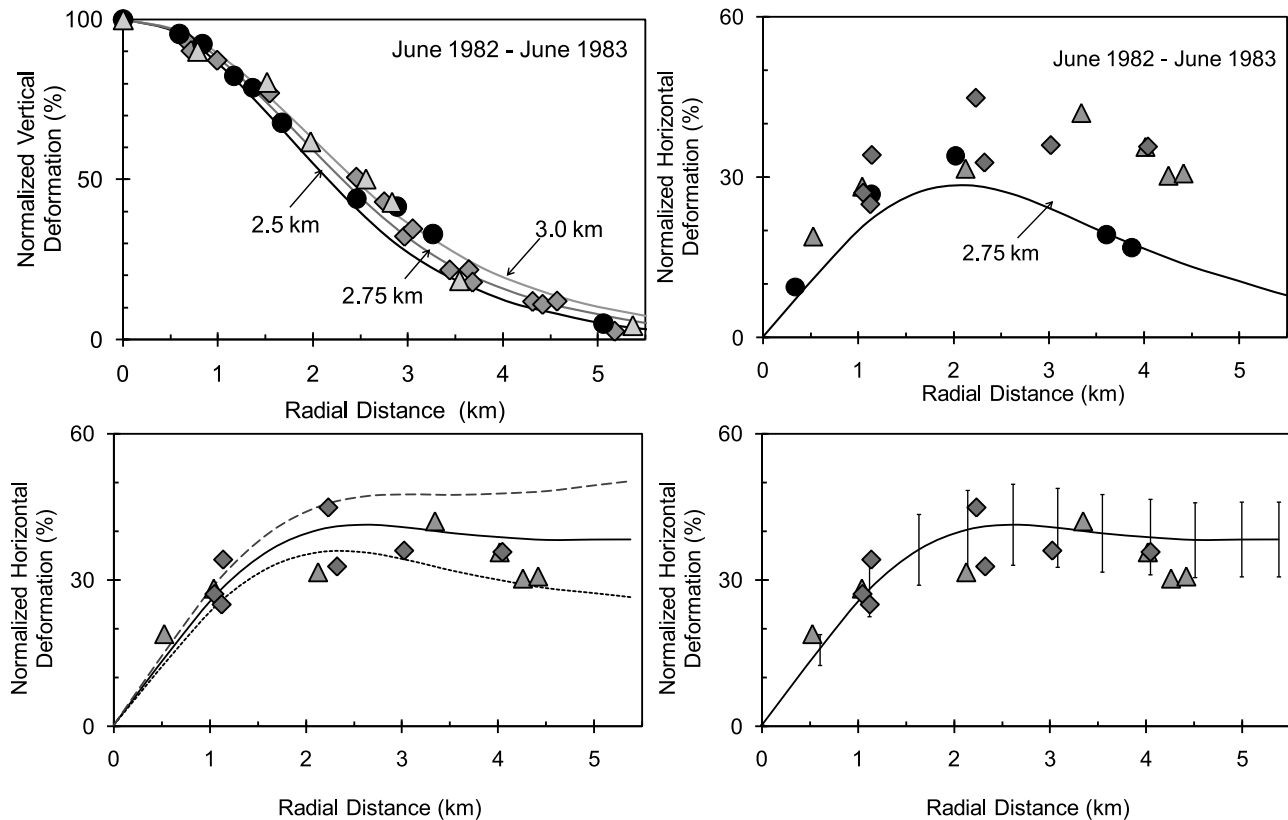 Normalized Vertical
Deformation (%)
100
50
0
June 1982 - June 1983
2.5 km
3.0 km
2.75 km
0 1 2 3 4 5
Radial Distance (km)
Normalized Horizontal
Deformation (%)
60
30
0
June 1982 - June 1983
2.75 km
0 1 2 3 4 5
Radial Distance (km)
Normalized Horizontal
Deformation (%)
60
30
0
0 1 2 3 4 5
Radial Distance (km)
Normalized Horizontal
Deformation (%)
60
30
0
0 1 2 3 4 5
Radial Distance (km)